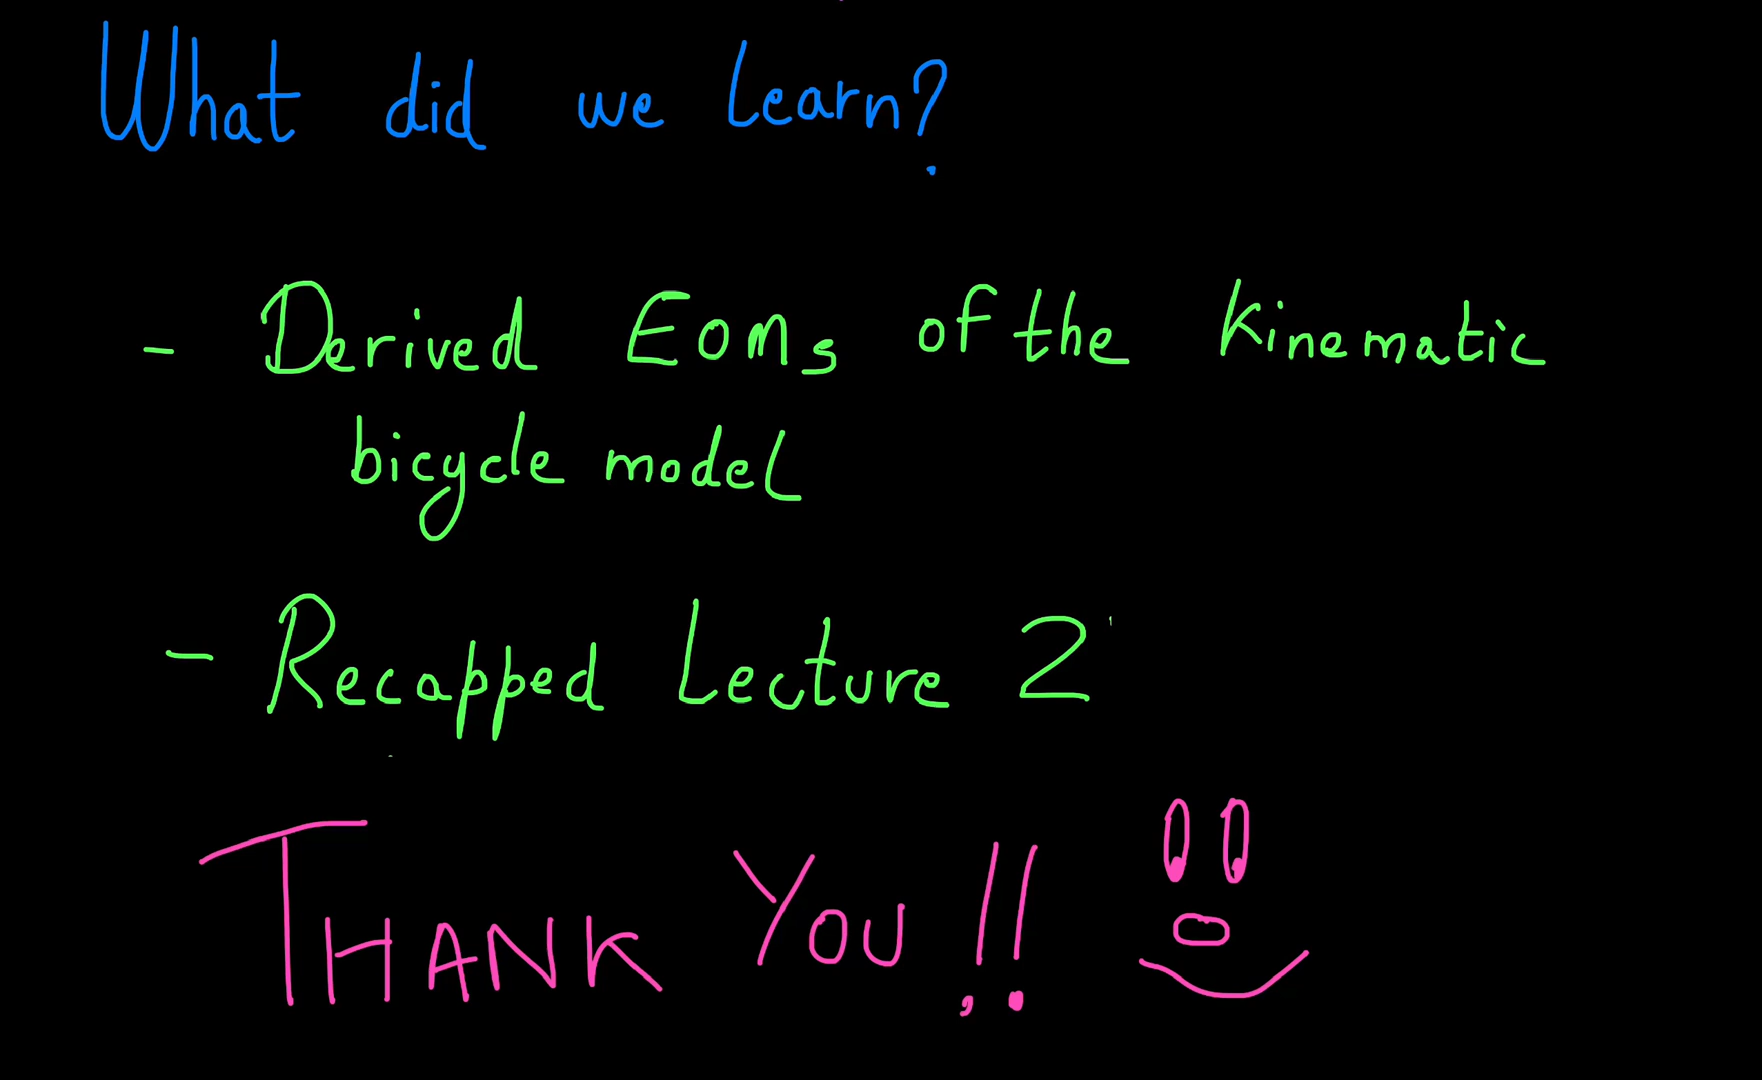 What did we learn?
- Derived EOMs of the Kinematic
bicycle model
- Recapped Lecture 2
THANK YOU!!